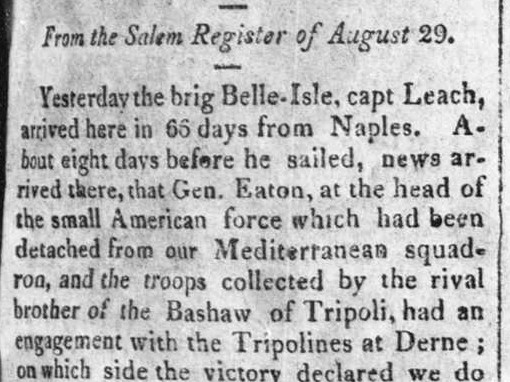 From the Salem Register of August 29.
Yesterday the brig Belle-Isle, capt Leach,
arrived here in 66 days from Naples. A-
bout eight days before he sailed, news ar-
rived there, that Gen. Eaton, at the head of
the small American force which had been
detached from our Mediterranean squad-
ron, and the troops collected by the rival
brother of the Bashaw of Tripoli, had an
engagement with the Tripolines at Derne ;
on which side the victory declared we do